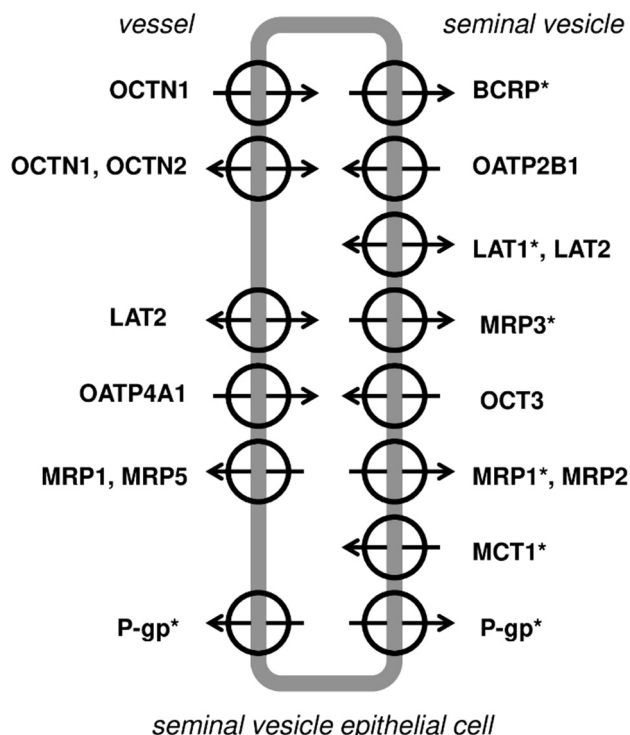 vessel
seminal vesicle
OCTN1
BCRP*
OCTN1, OCTN2
OATP2B1
LAT1*, LAT2
LAT2
MRP3*
OATP4A1
OCT3
MRP1, MRP5
MRP1*, MRP2
MCT1*
P-gp*
P-gp*
seminal vesicle epithelial cell